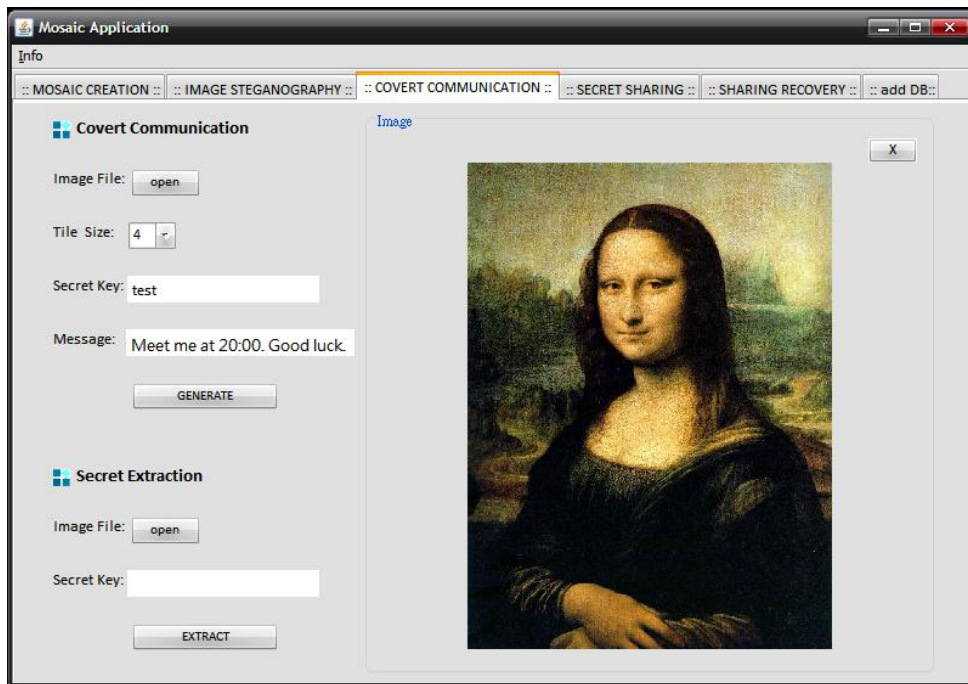 Mosaic Application
Info
:: MOSAIC CREATION :: :: IMAGE STEGANOGRAPHY :: :: COVERT COMMUNICATION :: :: SECRET SHARING :: :: SHARING RECOVERY :: :: add DB::
Covert Communication
Image
X
Image File: open
Tile Size: 4
Secret Key: test
Message: Meet me at 20:00. Good luck.
GENERATE
Secret Extraction
Image File: open
Secret Key:
EXTRACT